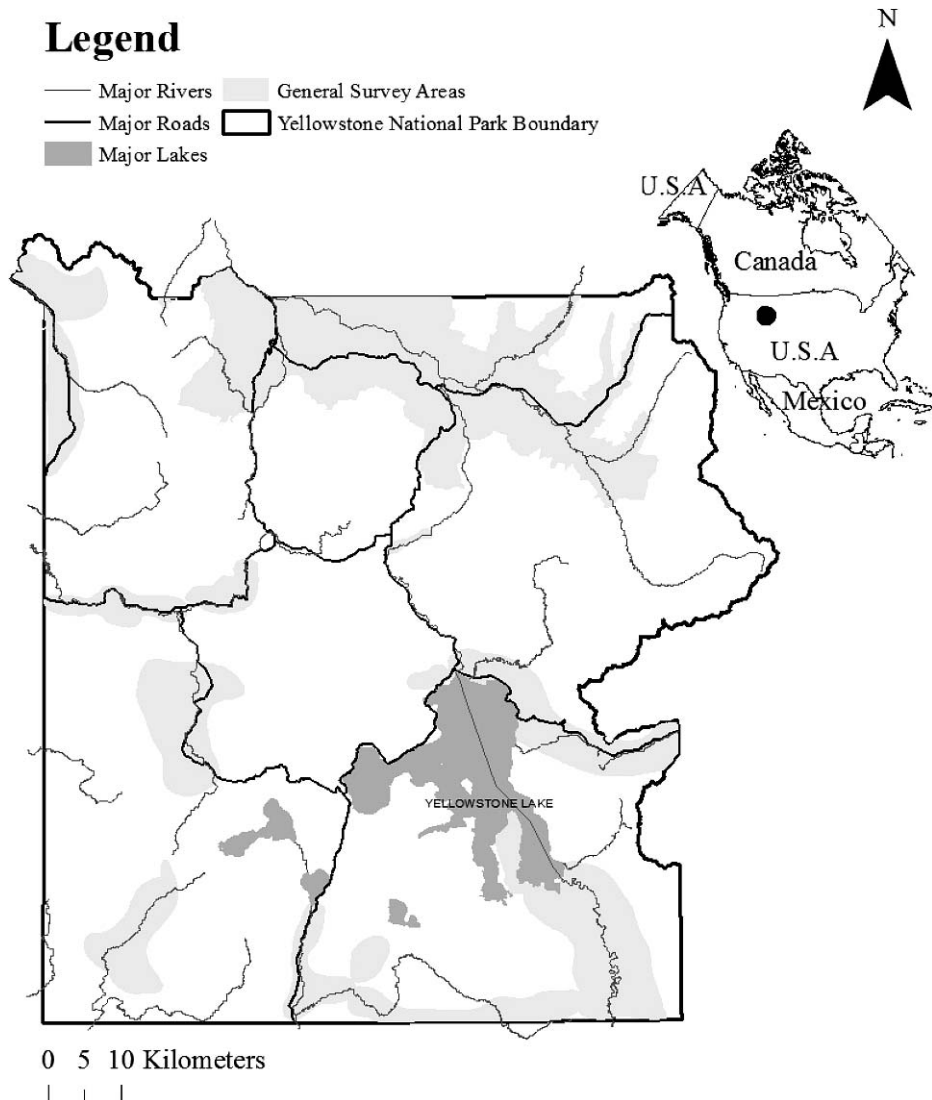 Legend
Major Rivers
General Survey Areas
Major Roads
Yellowstone National Park Boundary
Major Lakes
N
U.S.A
Canada
U.S.A
Mexico
YELLOWSTONE LAKE
0 5 10 Kilometers